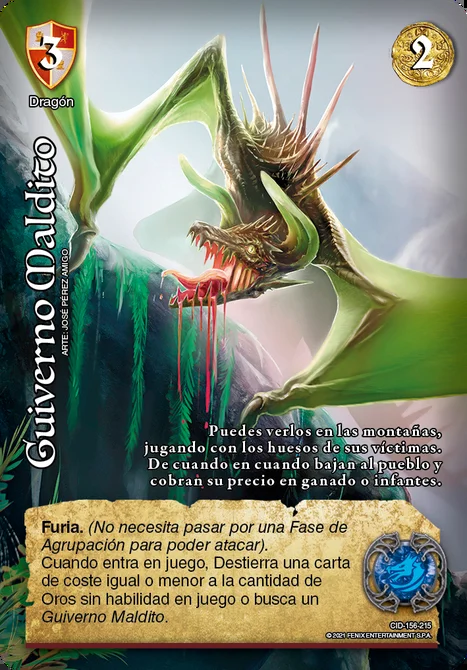 3
2
Dragón
Guiverno Maldito
ARTE: JOSÉ PÉREZ AMIGO
Puedes verlos en las montañas,
jugando con los huesos de sus víctimas.
De cuando en cuando bajan al pueblo y
cobran su precio en ganado o infantes.
Furia. (No necesita pasar por una Fase de
Agrupación para poder atacar).
Cuando entra en juego, Destierra una carta
de coste igual o menor a la cantidad de
Oros sin habilidad en juego o busca un
Guiverno Maldito.
CID-156-215
© 2021 FENIX ENTERTAINMENT S.P.A.